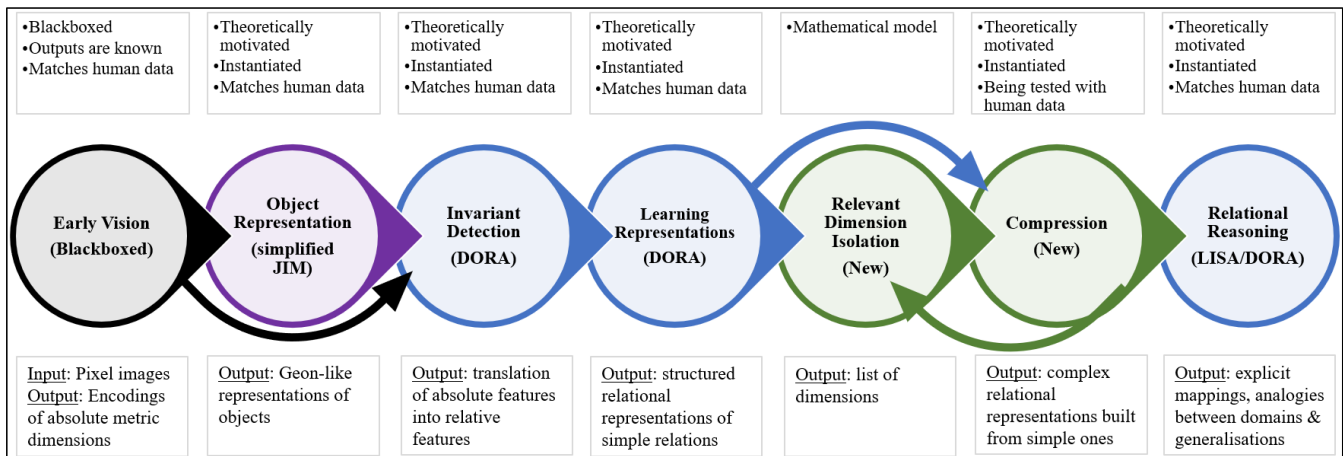 •Blackboxed
•Outputs are known
•Matches human data
•Theoretically
motivated
•Instantiated
•Matches human data
•Theoretically
motivated
•Instantiated
•Matches human data
•Theoretically
motivated
•Instantiated
•Matches human data
•Mathematical model
•Theoretically
motivated
•Instantiated
•Being tested with
human data
•Theoretically
motivated
•Instantiated
•Matches human data
Early Vision
(Blackboxed)
Object
Representation
(simplified
JIM)
Invariant
Detection
(DORA)
Learning
Representations
(DORA)
Relevant
Dimension
Isolation
(New)
Compression
(New)
Relational
Reasoning
(LISA/DORA)
Input: Pixel images
Output: Encodings
of absolute metric
dimensions
Output: Geon-like
representations of
objects
Output: translation
of absolute features
into relative
features
Output: structured
relational
representations of
simple relations
Output: list of
dimensions
Output: complex
relational
representations built
from simple ones
Output: explicit
mappings, analogies
between domains &
generalisations